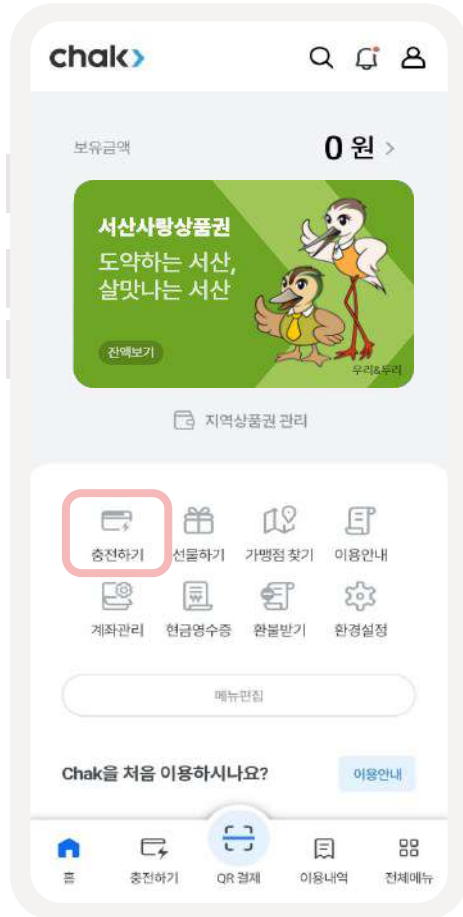 chak
보유금액
0 원
서산사랑상품권
도약하는 서산,
살맛나는 서산
잔액보기
우리&두리
지역상품권 관리
충전하기 선물하기 가맹점 찾기 이용안내
계좌관리 현금영수증 환불받기 환경설정
메뉴편집
Chak을 처음 이용하시나요? 이용안내
홈 충전하기 QR 결제 이용내역 전체메뉴